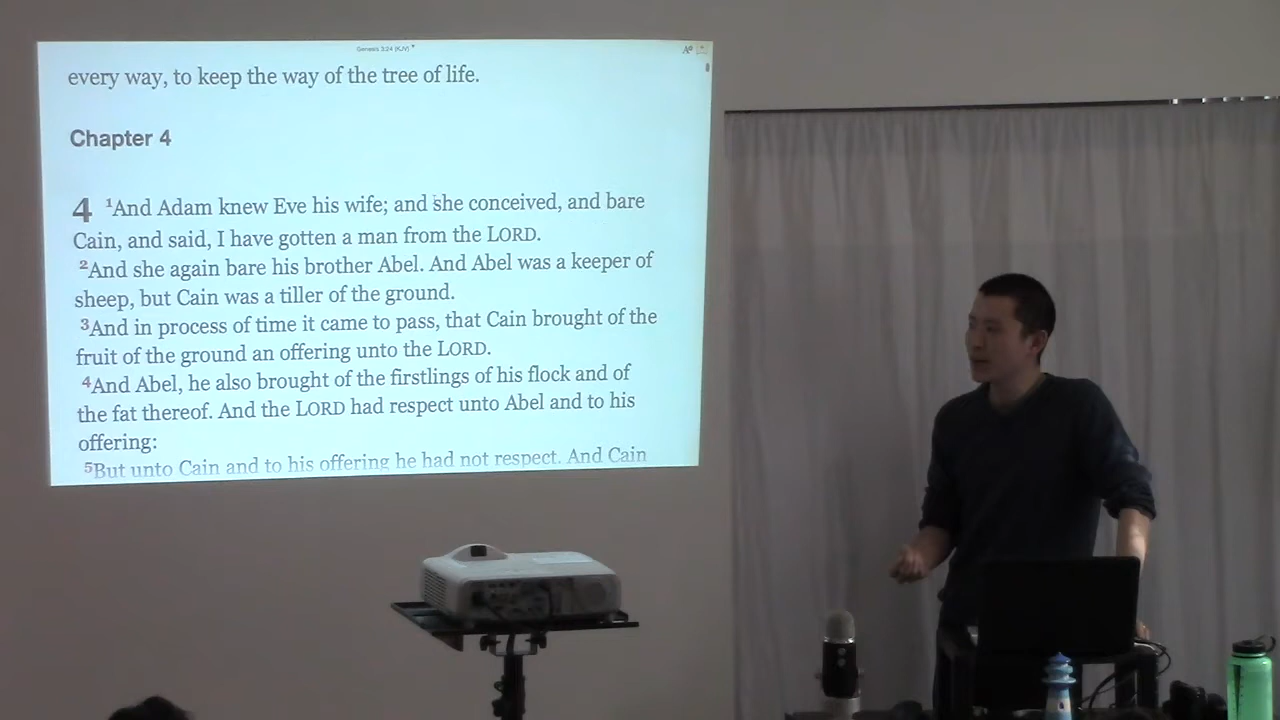 Genesis 3:24 (KJV)
every way, to keep the way of the tree of life.
Chapter 4
4 ¹And Adam knew Eve his wife; and she conceived, and bare
Cain, and said, I have gotten a man from the LORD.
²And she again bare his brother Abel. And Abel was a keeper of
sheep, but Cain was a tiller of the ground.
³And in process of time it came to pass, that Cain brought of the
fruit of the ground an offering unto the LORD.
⁴And Abel, he also brought of the firstlings of his flock and of
the fat thereof. And the LORD had respect unto Abel and to his
offering:
⁵But unto Cain and to his offering he had not respect. And Cain